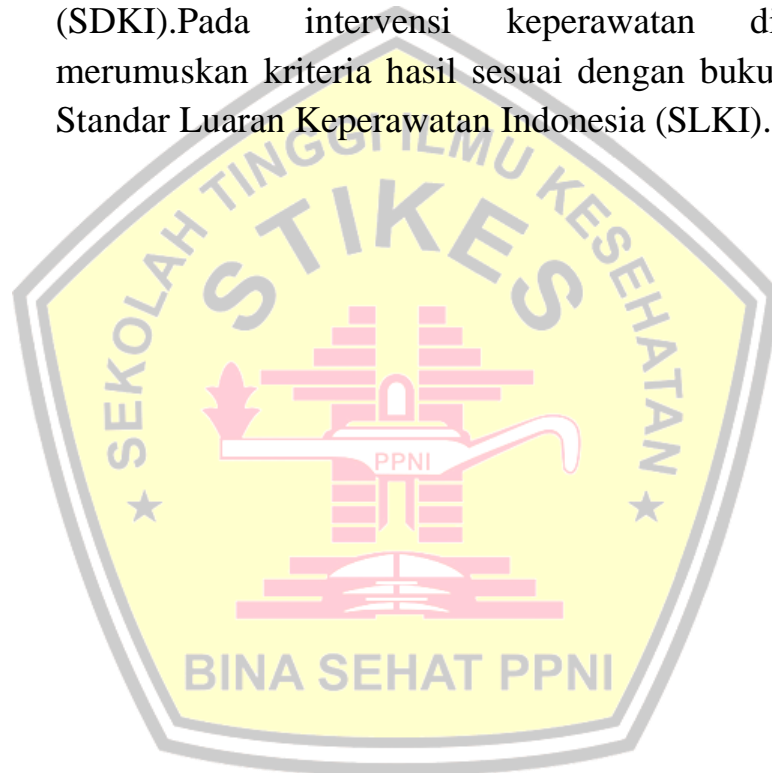 (SDKI).Pada intervensi keperawatan di
merumuskan kriteria hasil sesuai dengan buku
Standar Luaran Keperawatan Indonesia (SLKI).
SEKOLAH TINGGI ILMU KESEHATAN
STIKES
PPNI
BINA SEHAT PPNI